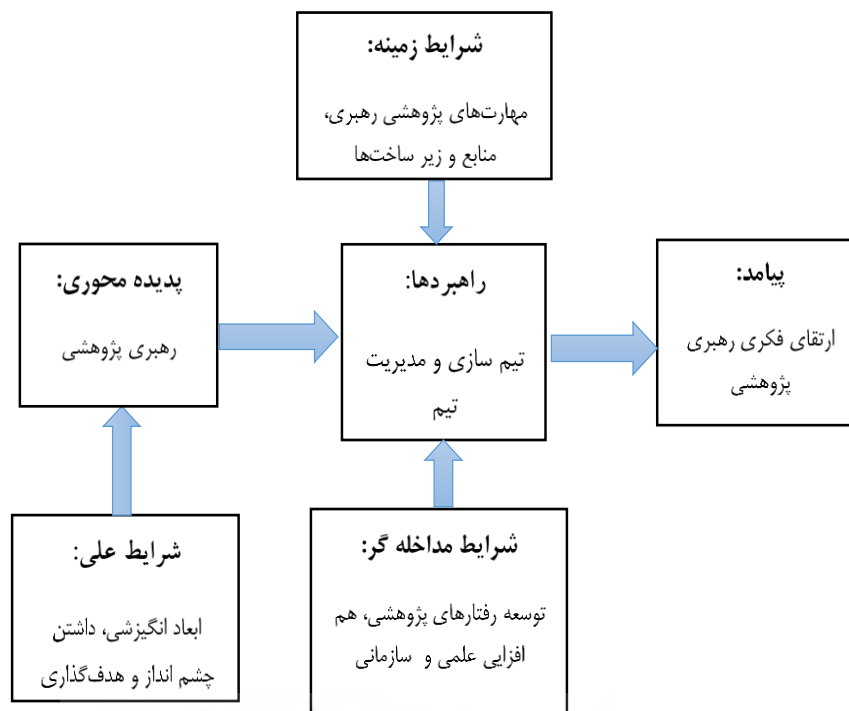 شرایط زمینه:
مهارت‌های پژوهشی رهبری،
منابع و زیر ساخت‌ها
پدیده محوری:
رهبری پژوهشی
راهبردها:
تیم سازی و مدیریت
تیم
پیامد:
ارتقای فکری رهبری
پژوهشی
شرایط علی:
ابعاد انگیزشی، داشتن
چشم انداز و هدف‌گذاری
شرایط مداخله گر:
توسعه رفتارهای پژوهشی، هم
افزایی علمی و سازمانی